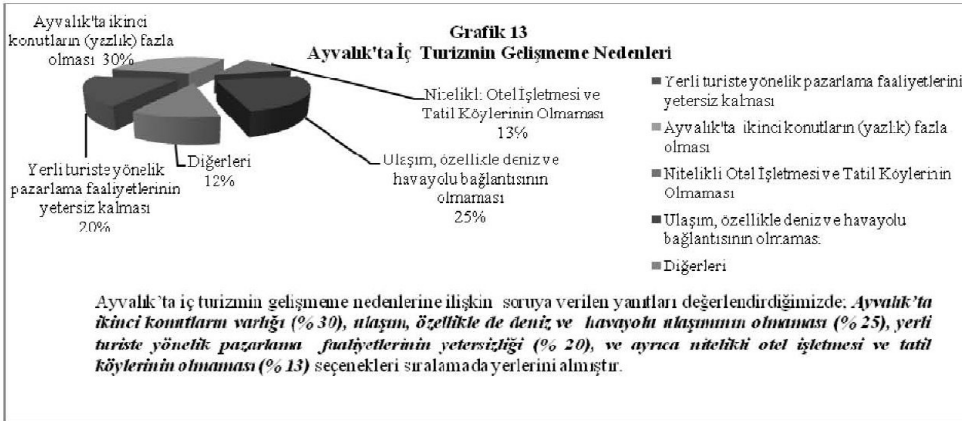 Grafik 13
Ayvalık'ta İç Turizmin Gelişmeme Nedenleri
Ayvalık'ta ikinci
konutların (yazlık) fazla
olması 30%
Nitelikli Otel İşletmesi ve
Tatil Köylerinin Olmaması
13%
Ulaşım, özellikle deniz ve
havayolu bağlantısının
olmaması
25%
Diğerleri
12%
Yerli turiste yönelik
pazarlama faaliyetlerinin
yetersiz kalması
20%
Yerli turiste yönelik pazarlama faaliyetlerini
yetersiz kalması
Ayvalık'ta ikinci konutların (yazlık) fazla
olması
Nitelikli Otel İşletmesi ve Tatil Köylerinin
Olmaması
Ulaşım, özellikle deniz ve havayolu
bağlantısının olmamas.
Diğerleri
Ayvalık'ta iç turizmin gelişmeme nedenlerine ilişkin soruya verilen yanıtları değerlendirdiğimizde; Ayvalık'ta
ikinci konutların varlığı (% 30), ulaşım, özellikle de deniz ve havayolu ulaşımının olmaması (% 25), yerli
turiste yönelik pazarlama faaliyetlerinin yetersizliği (% 20), ve ayrıca nitelikli otel işletmesi ve tatil
köylerinin olmaması (% 13) seçenekleri sıralamada yerlerini almıştır.